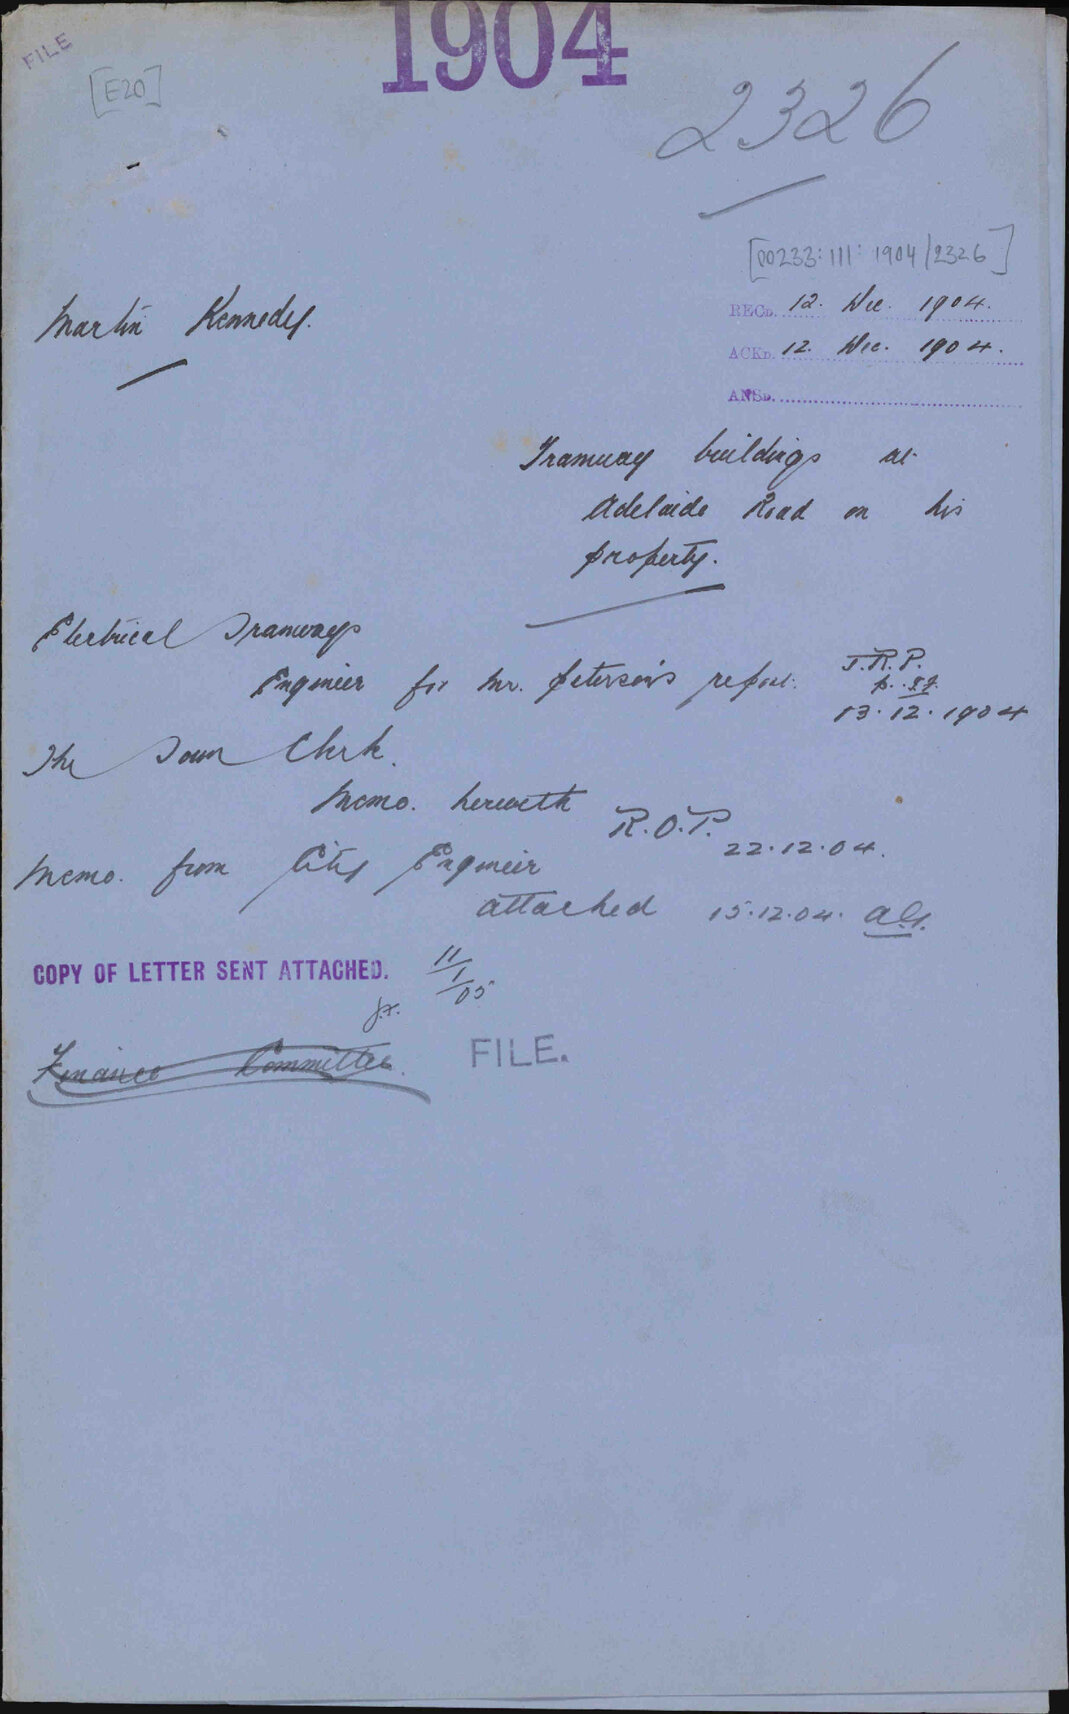 FILE
1904
[E20]
2326
[00233:111:1904/2326]
Martin Kennedy.
RECD. 12. Dec. 1904.
ACKD. 12. Dec. 1904.
ANSD.
Tramway buildings at
Adelaide Road on his
property.
Electrical Tramways
Engineer for Mr. Peterson's report.
J.R.P.
13.12.1904
The Town Clerk.
Memo. herewith
R.O.P.
22.12.04.
Memo. from City Engineer
attached 15.12.04.
COPY OF LETTER SENT ATTACHED.
11/1/05
Finance Committee.
FILE.